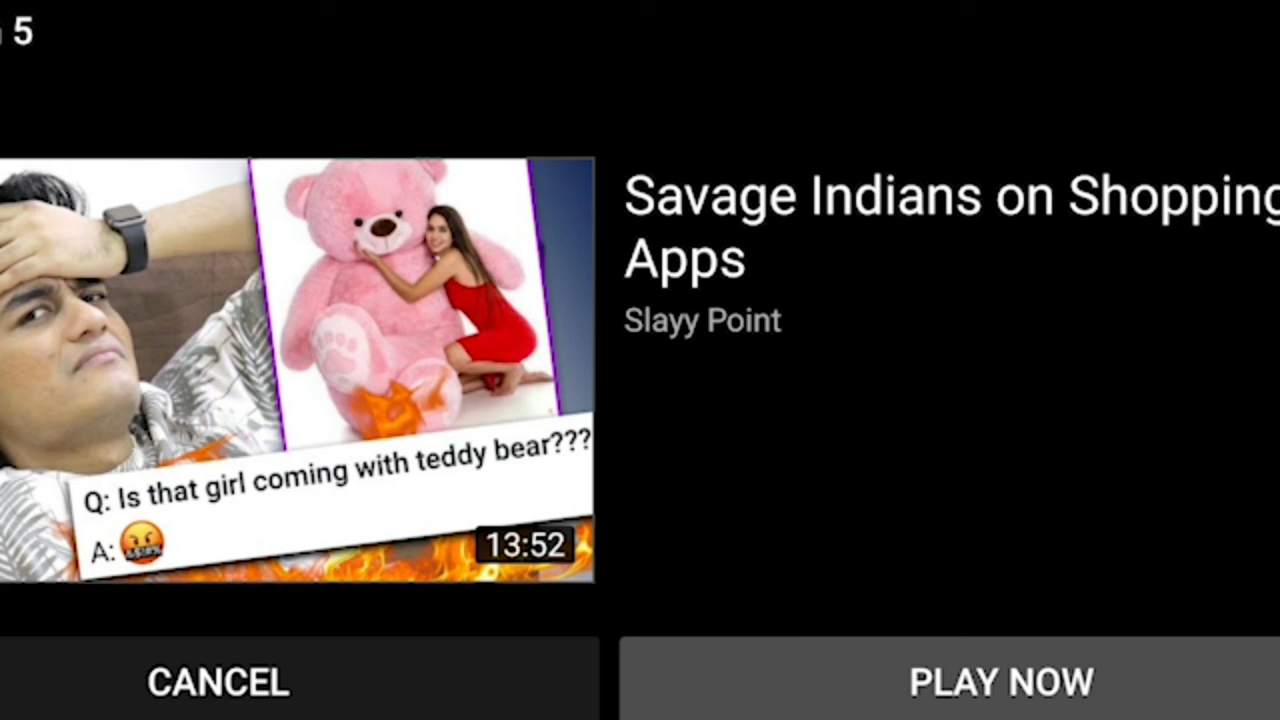 5
Savage Indians on Shopping
Apps
Slayy Point
Q: Is that girl coming with teddy bear???
A:
13:52
CANCEL
PLAY NOW